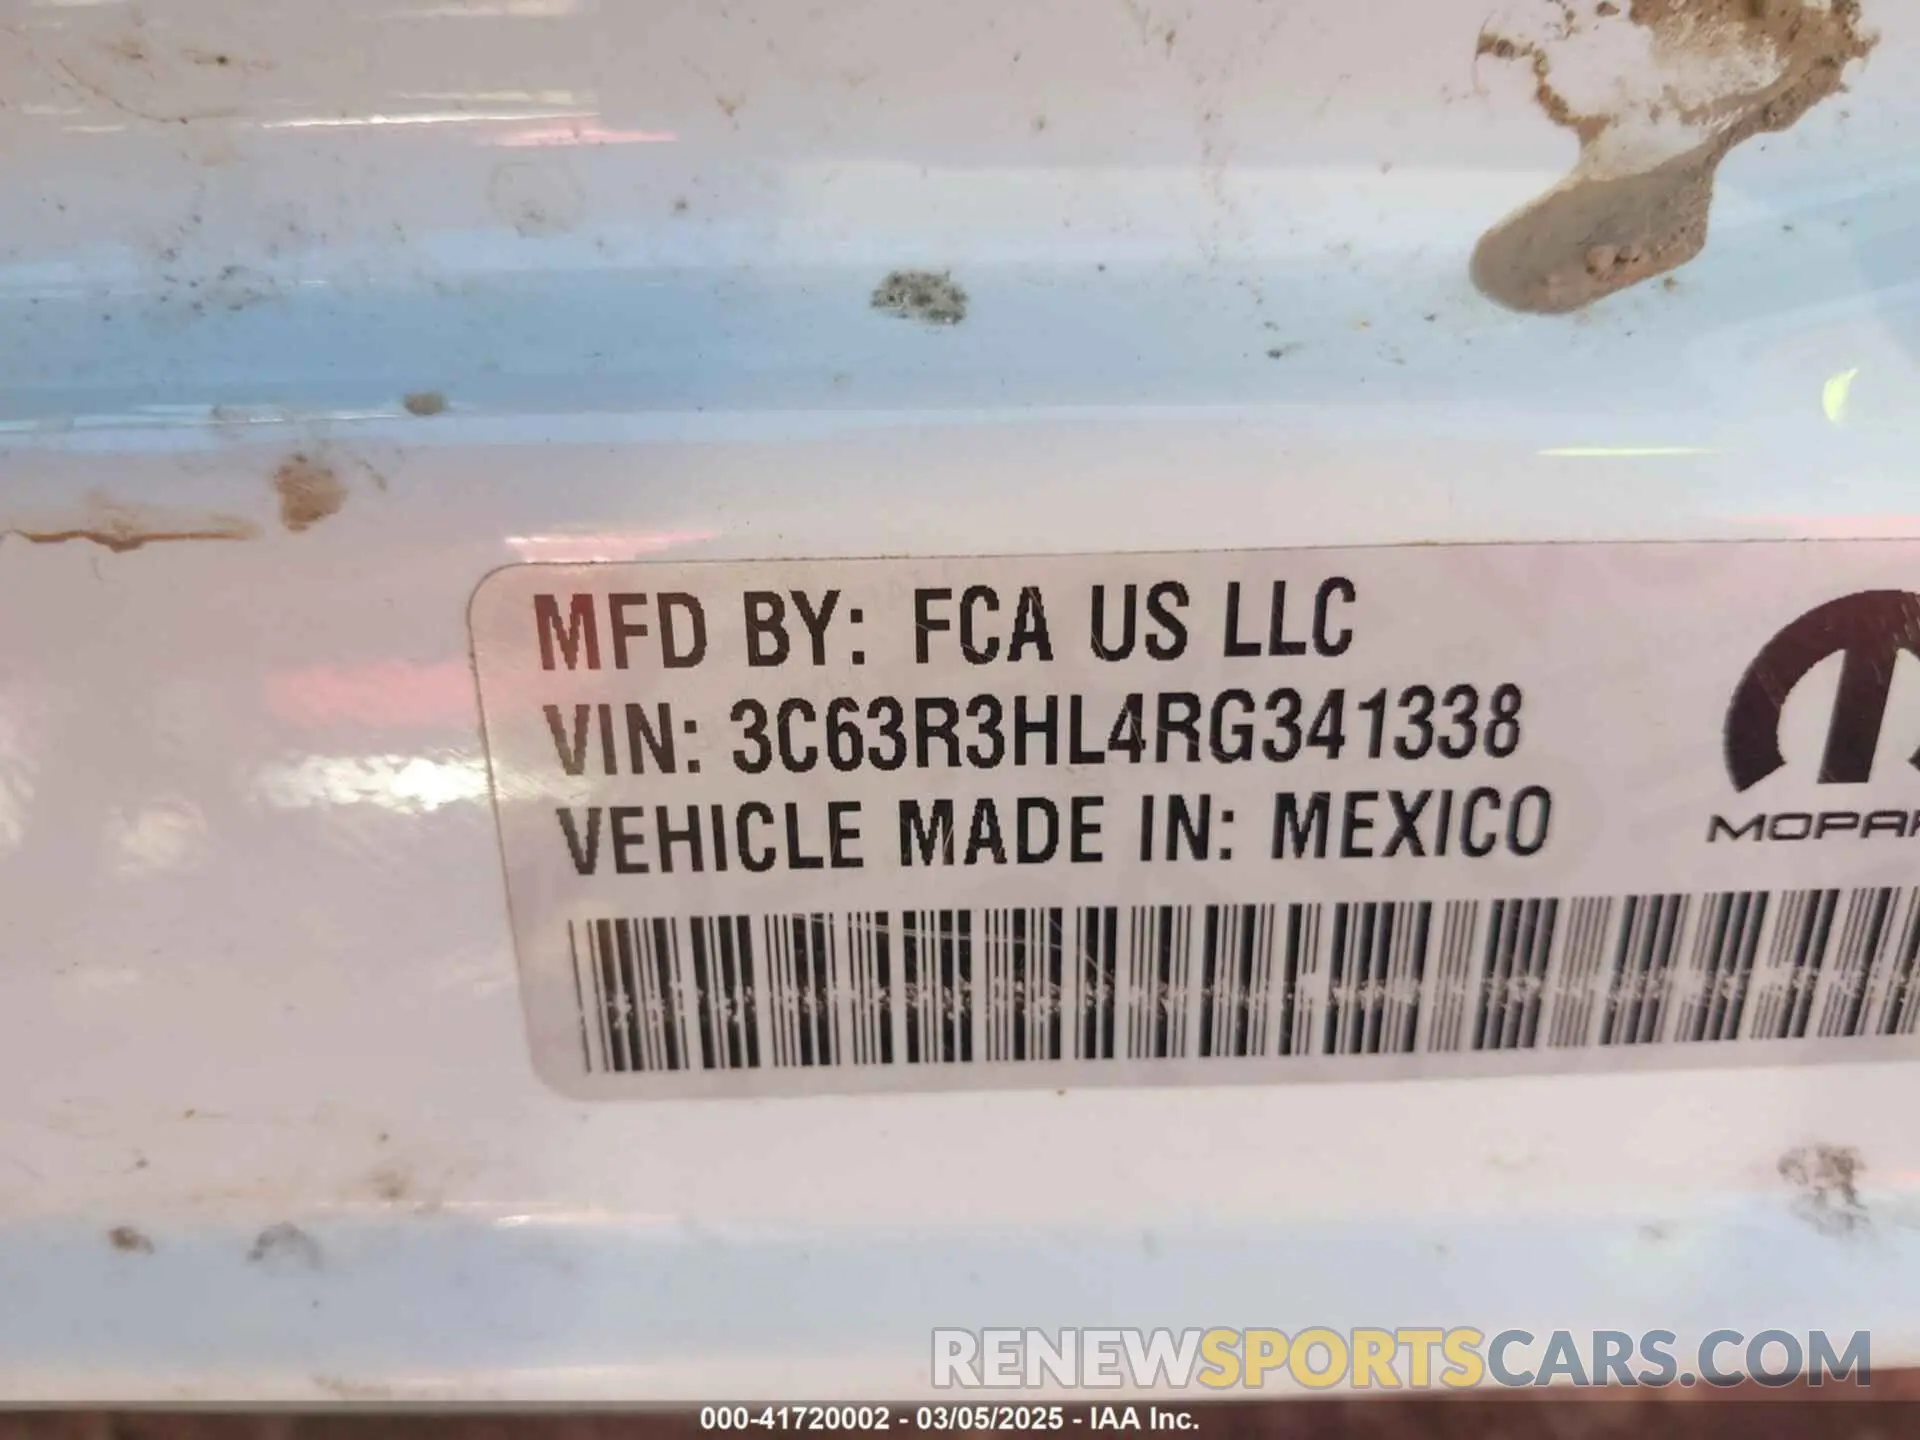 MFD BY: FCA US LLC
VIN: 3C63R3HL4RG341338
VEHICLE MADE IN: MEXICO
MOPAR
RENEWSPORTSCARS.COM
000-41720002 - 03/05/2025 - IAA Inc.